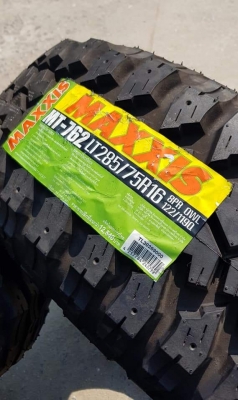 MAXXIS
MAXXIS
MT-762 LT285/75R16
8PR OWL
122/119Q